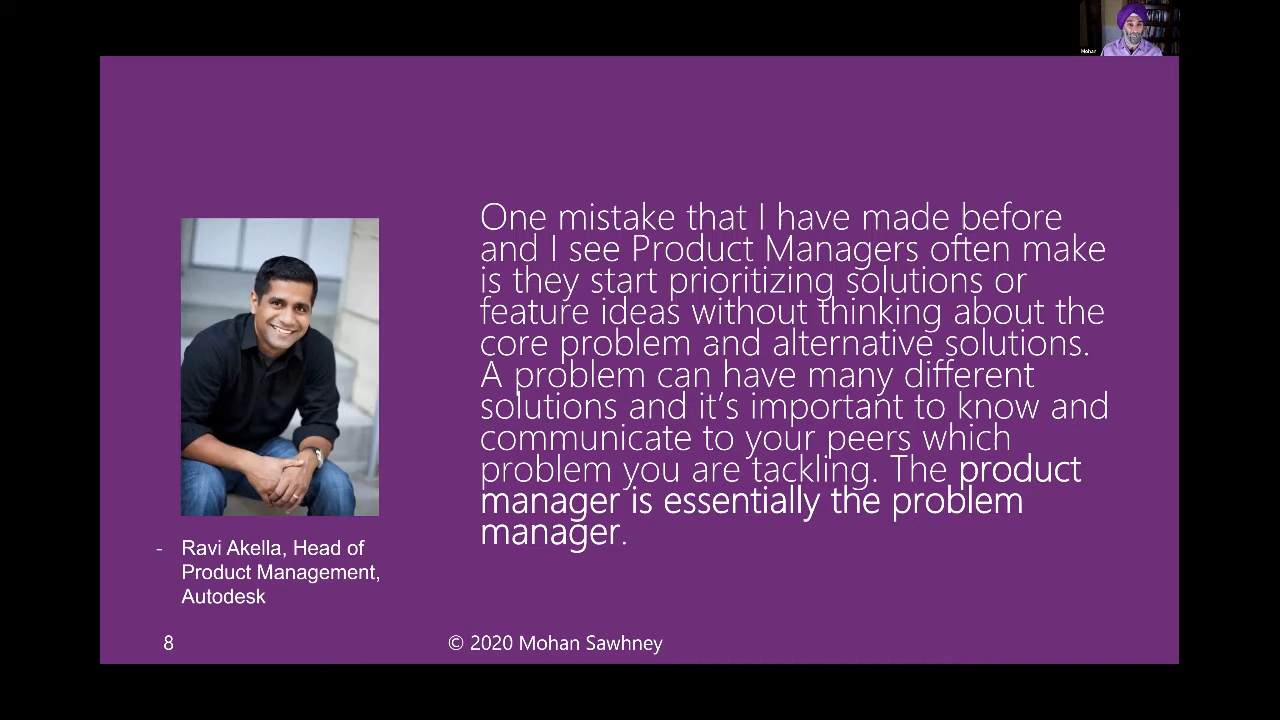 Mohan
One mistake that I have made before
and I see Product Managers often make
is they start prioritizing solutions or
feature ideas without thinking about the
core problem and alternative solutions.
A problem can have many different
solutions and it’s important to know and
communicate to your peers which
problem you are tackling. The product
manager is essentially the problem
manager.
- Ravi Akella, Head of
Product Management,
Autodesk
8
© 2020 Mohan Sawhney